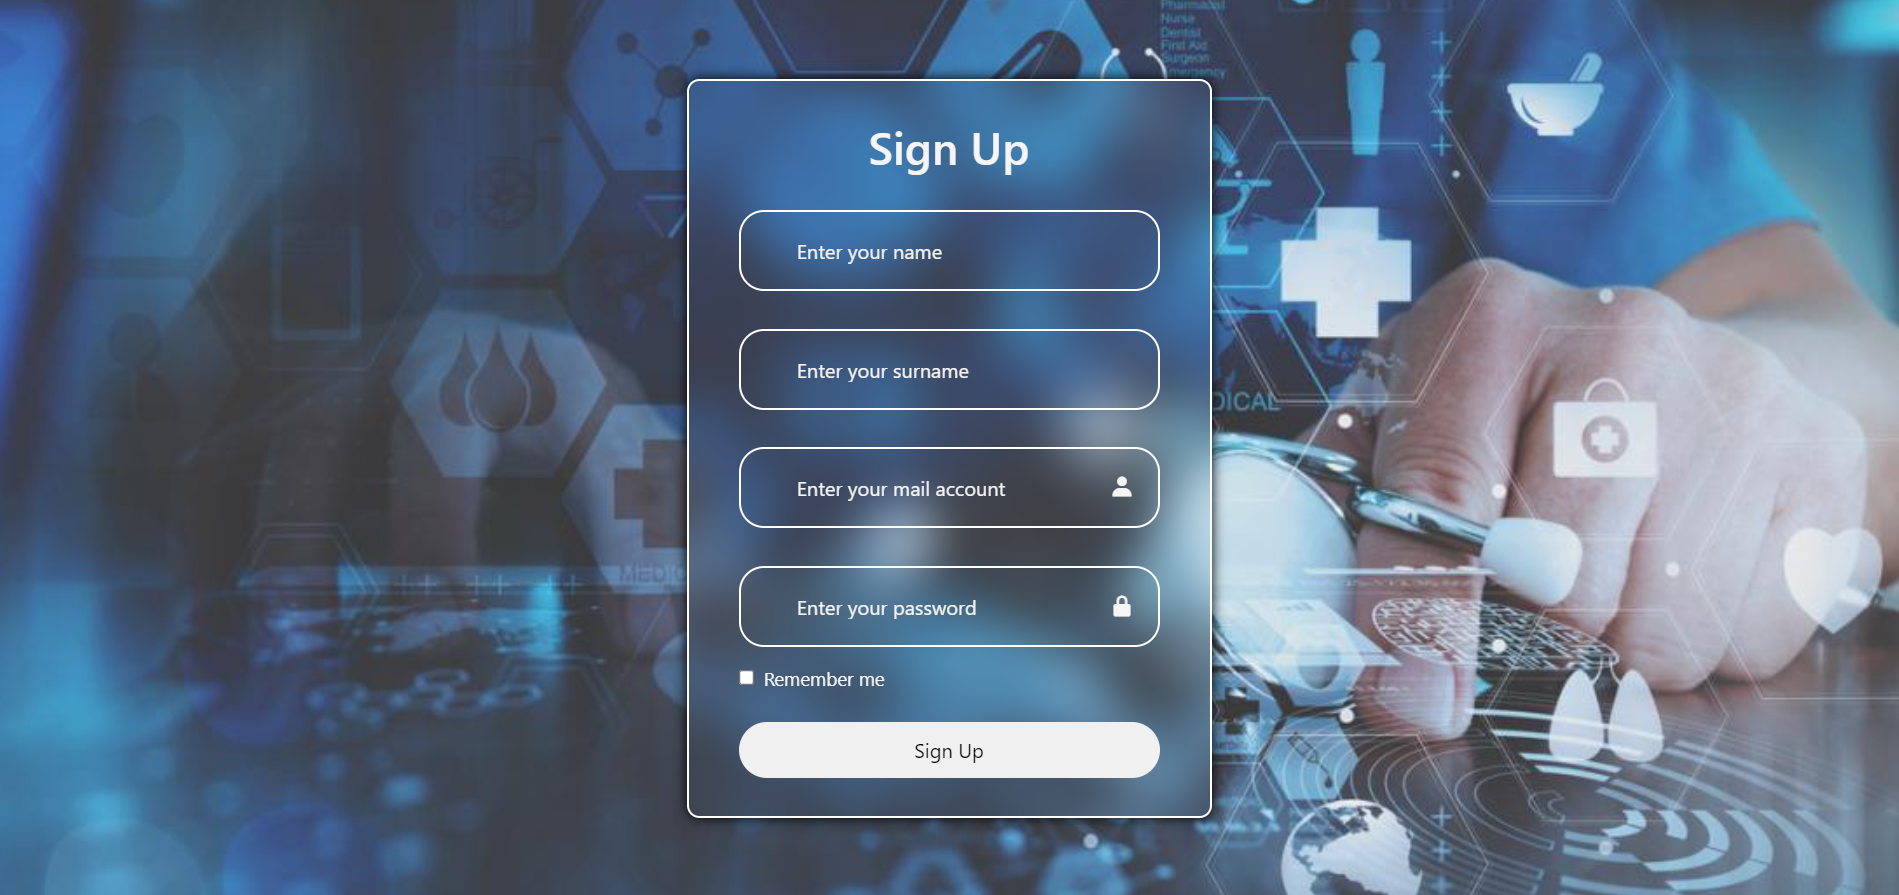 Pharmacist
Nurse
Dentist
First Aid
Surgeon
Emergency
Sign Up
Enter your name
Enter your surname
DICAL
Enter your mail account
MEDIC
Enter your password
Remember me
Sign Up